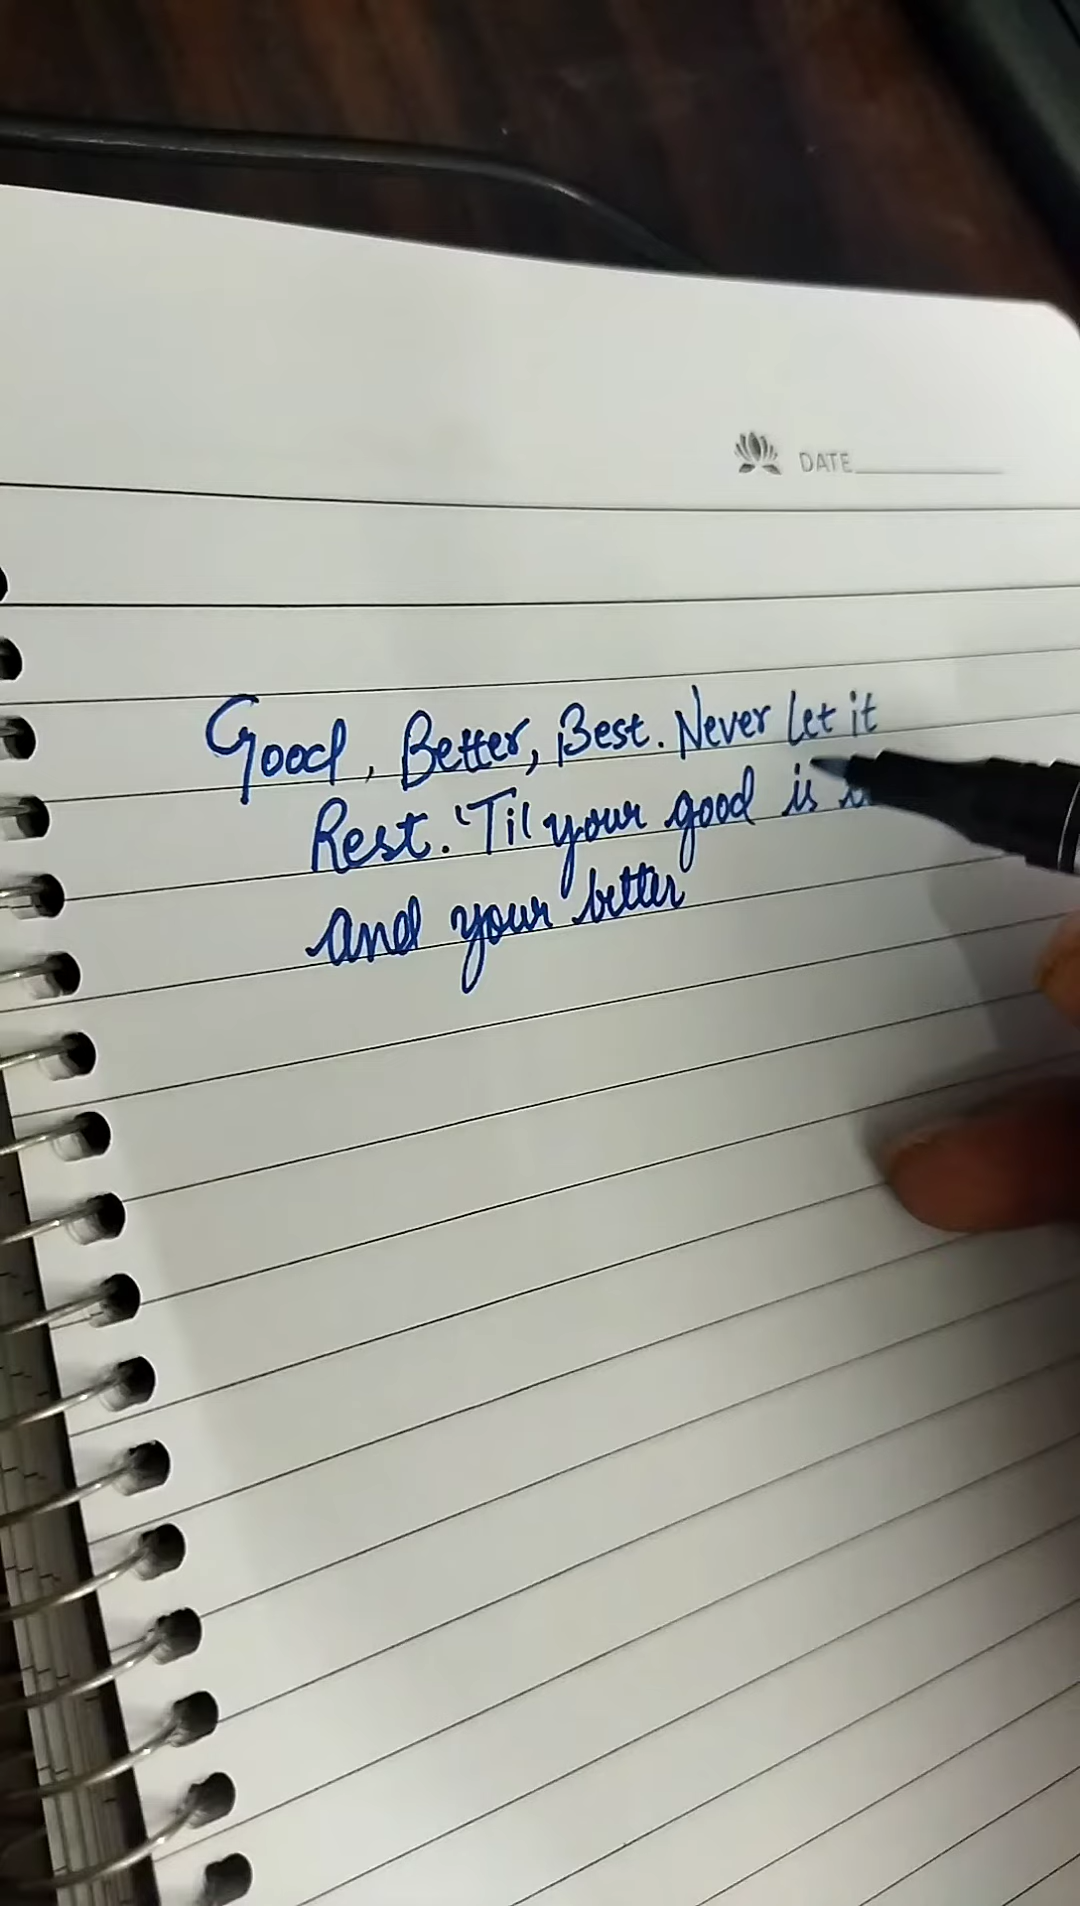 DATE
Good, Better, Best. Never let it
Rest. 'Til your good is
and your better